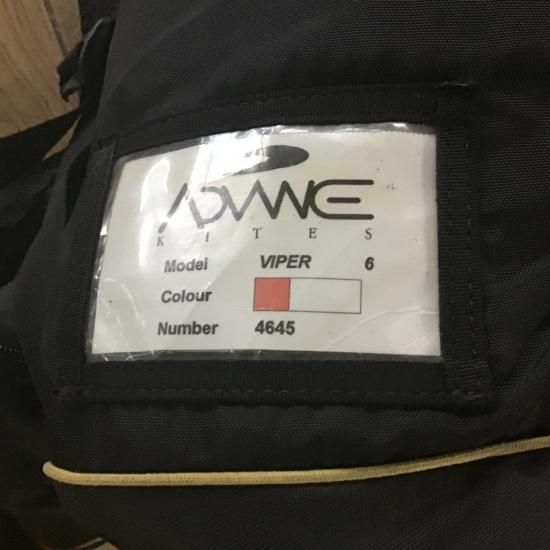 ADVANCE
KITES
Model VIPER 6
Colour
Number 4645